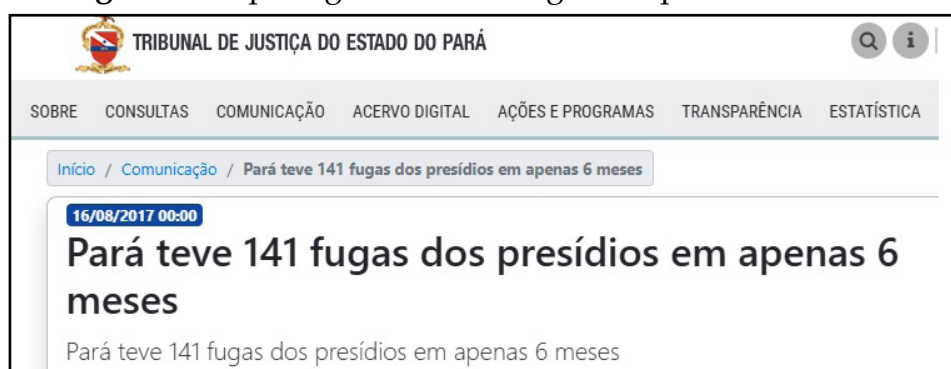 TRIBUNAL DE JUSTIÇA DO ESTADO DO PARÁ
SOBRE CONSULTAS COMUNICAÇÃO ACERVO DIGITAL AÇÕES E PROGRAMAS TRANSPARÊNCIA ESTATÍSTICA
Início / Comunicação / Pará teve 141 fugas dos presídios em apenas 6 meses
16/08/2017 00:00
Pará teve 141 fugas dos presídios em apenas 6
meses
Pará teve 141 fugas dos presídios em apenas 6 meses